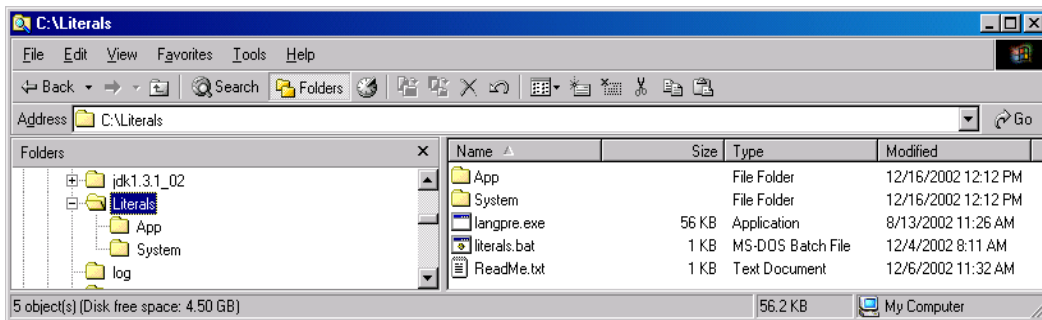 C:\Literals
File Edit View Favorites Tools Help
Back Search Folders
Address C:\Literals Go
Folders
jdk1.3.1_02
Literals
App
System
log
Name Size Type Modified
App File Folder 12/16/2002 12:12 PM
System File Folder 12/16/2002 12:12 PM
langpre.exe 56 KB Application 8/13/2002 11:26 AM
literals.bat 1 KB MS-DOS Batch File 12/4/2002 8:11 AM
ReadMe.txt 1 KB Text Document 12/6/2002 11:32 AM
5 object(s) (Disk free space: 4.50 GB) 56.2 KB My Computer